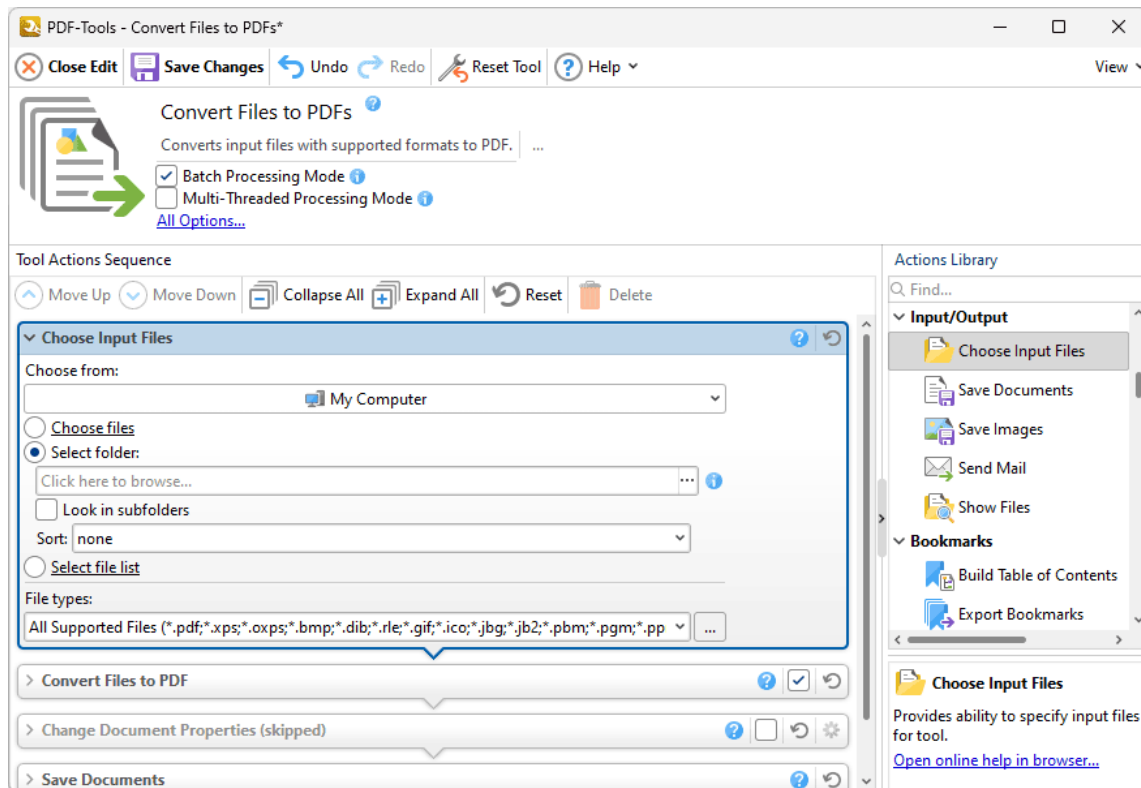 PDF-Tools - Convert Files to PDFs*
Close Edit Save Changes Undo Redo Reset Tool Help View
Convert Files to PDFs
Converts input files with supported formats to PDF. ...
Batch Processing Mode
Multi-Threaded Processing Mode
All Options...
Tool Actions Sequence
Move Up Move Down Collapse All Expand All Reset Delete
Choose Input Files
Choose from:
My Computer
Choose files
Select folder:
Click here to browse... ...
Look in subfolders
Sort: none
Select file list
File types:
All Supported Files (*.pdf;*.xps;*.oxps;*.bmp;*.dib;*.rle;*.gif;*.ico;*.jbg;*.jb2;*.pbm;*.pgm;*.pp ...
Convert Files to PDF
Change Document Properties (skipped)
Save Documents
Actions Library
Find...
Input/Output
Choose Input Files
Save Documents
Save Images
Send Mail
Show Files
Bookmarks
Build Table of Contents
Export Bookmarks
Choose Input Files
Provides ability to specify input files
for tool.
Open online help in browser...